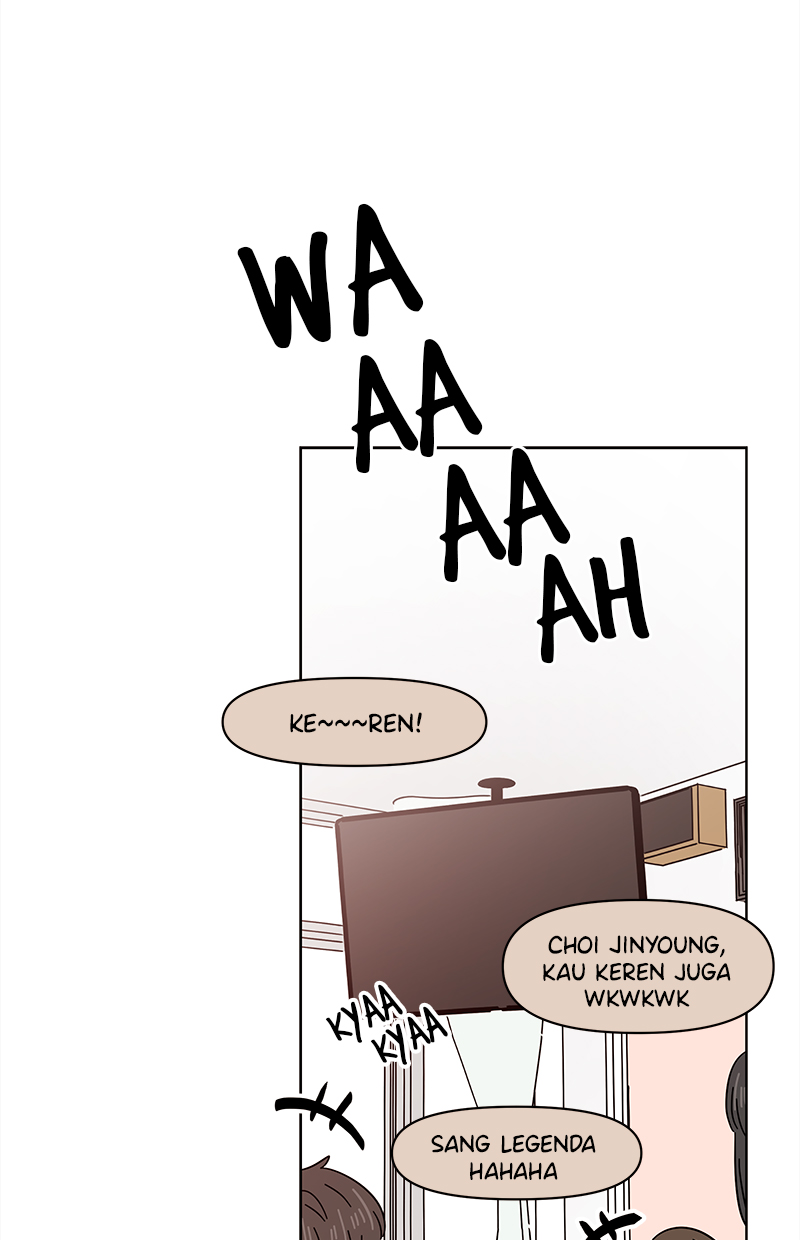 WA
AA
AA
AH
KE~~~REN!
CHOI JINYOUNG,
KAU KEREN JUGA
WKWKWK
KYAA
KYAA
SANG LEGENDA
HAHAHA